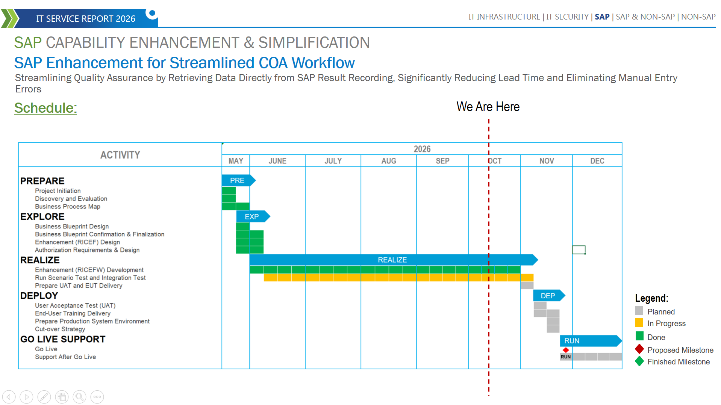 IT SERVICE REPORT 2026
IT INFRASTRUCTURE | IT SECURITY | SAP | SAP & NON-SAP | NON-SAP
SAP CAPABILITY ENHANCEMENT & SIMPLIFICATION
SAP Enhancement for Streamlined COA Workflow
Streamlining Quality Assurance by Retrieving Data Directly from SAP Result Recording, Significantly Reducing Lead Time and Eliminating Manual Entry
Errors
Schedule:
We Are Here
ACTIVITY
2026
MAY JUNE JULY AUG SEP OCT NOV DEC
PREPARE
PRE
Project Initiation
Discovery and Evaluation
Business Process Map
EXPLORE
EXP
Business Blueprint Design
Business Blueprint Confirmation & Finalization
Enhancement (RICEF) Design
Authorization Requirements & Design
REALIZE
REALIZE
Enhancement (RICEFW) Development
Run Scenario Test and Integration Test
Prepare UAT and EUT Delivery
DEPLOY
DEP
User Acceptance Test (UAT)
End-User Training Delivery
Prepare Production System Environment
Cut-over Strategy
GO LIVE SUPPORT
RUN
Go Live
Support After Go Live
RUN
Legend:
Planned
In Progress
Done
Proposed Milestone
Finished Milestone